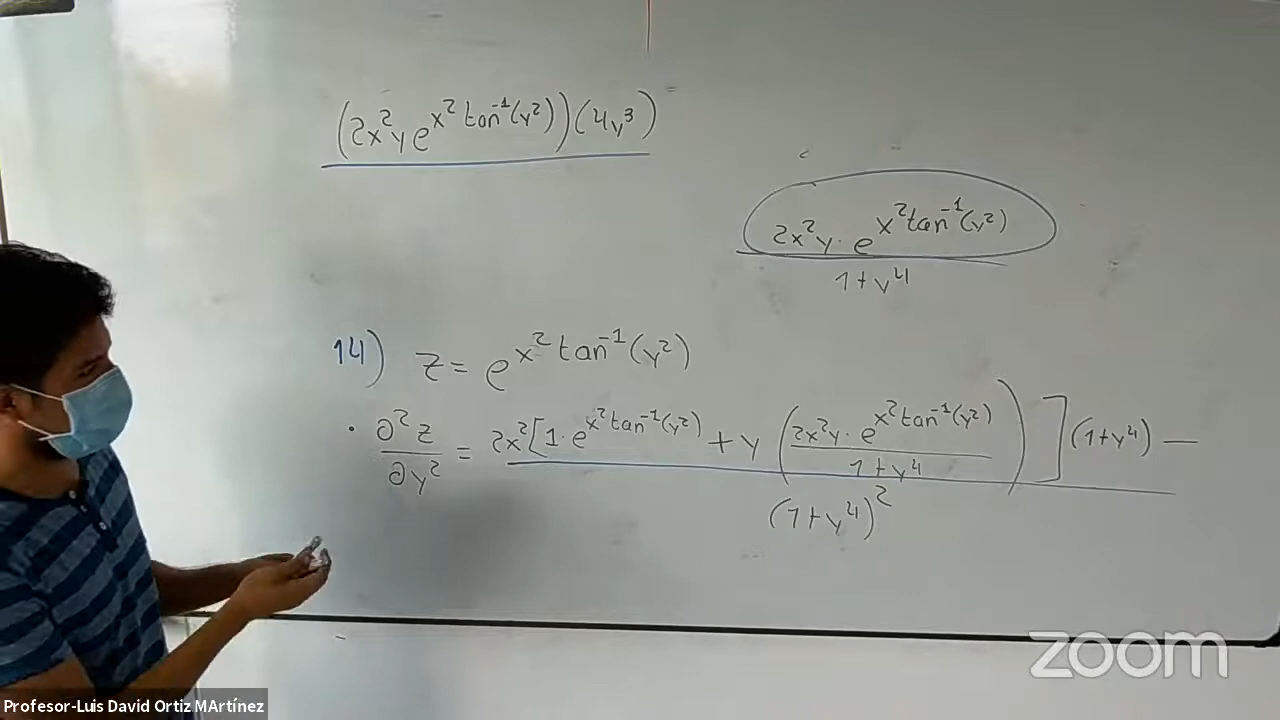 (2x²y e^{x² tan⁻¹(y²)})(4y³) =
2x²y · e^{x² tan⁻¹(y²)}
1 + y⁴
14) z = e^{x² tan⁻¹(y²)}
• ∂²z/∂y² = 2x²[1 · e^{x² tan⁻¹(y²)} + y (2x²y · e^{x² tan⁻¹(y²)} / 1 + y⁴)](1 + y⁴) —
(1 + y⁴)²
zoom
Profesor-Luis David Ortiz MArtínez